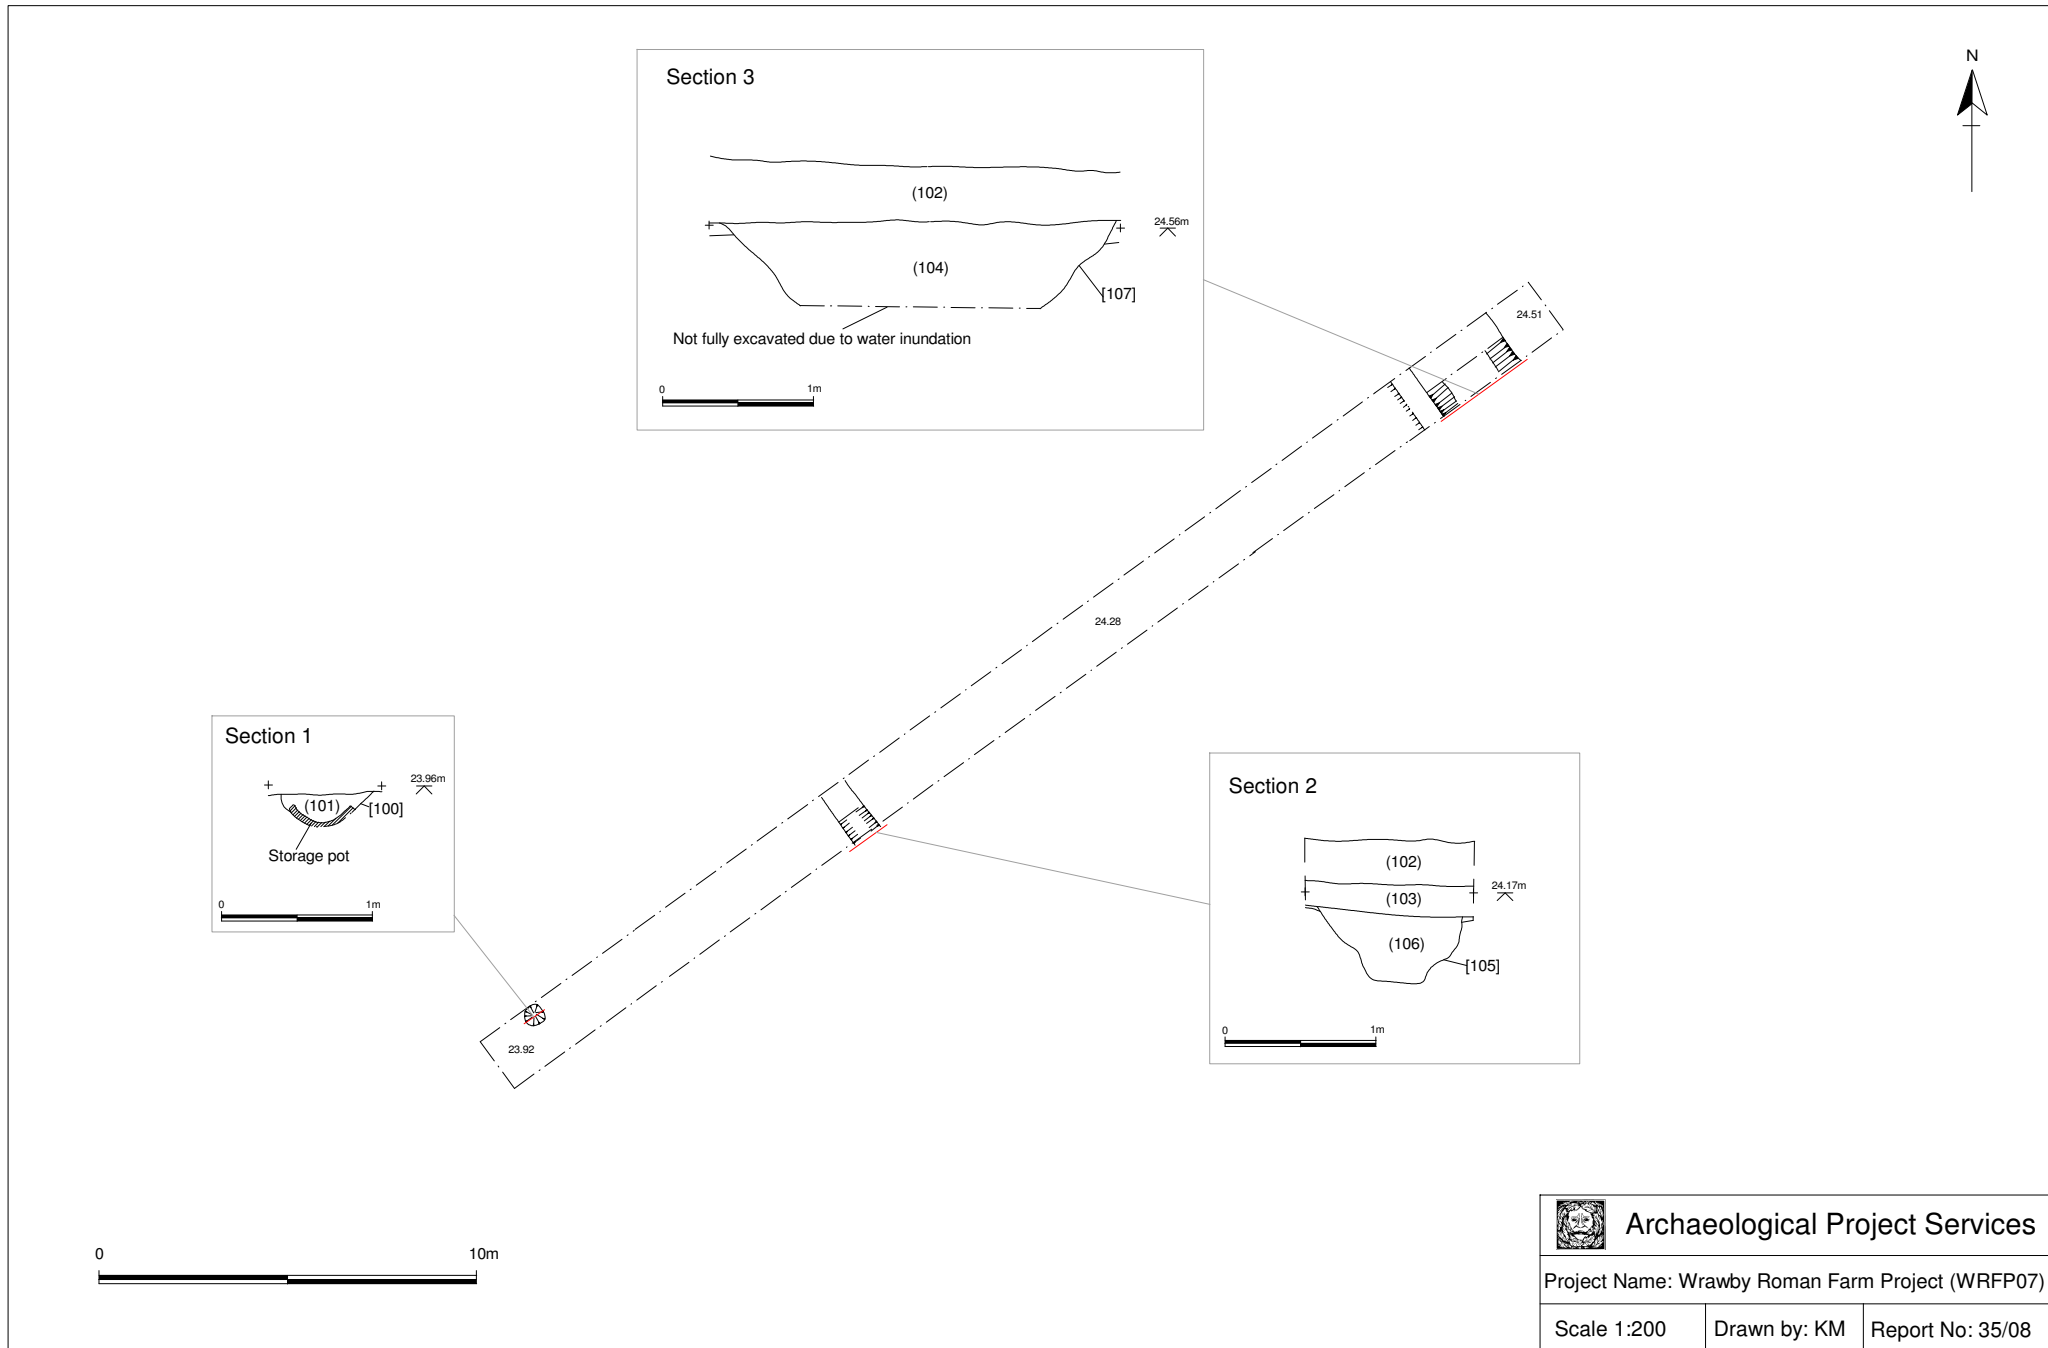 Section 3
N
(102)
24.56m
(104)
[107]
Not fully excavated due to water inundation
0 1m
24.51
24.28
Section 1
23.96m
(101)
[100]
Storage pot
0 1m
Section 2
(102)
24.17m
(103)
(106)
[105]
0 1m
23.92
0 10m
Archaeological Project Services
Project Name: Wrawby Roman Farm Project (WRFP07)
Scale 1:200 Drawn by: KM Report No: 35/08